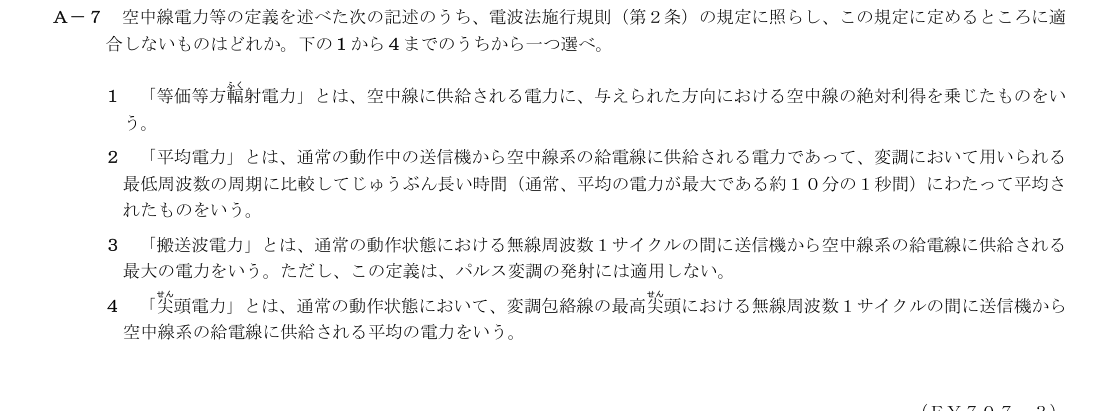 A－7　空中線電力等の定義を述べた次の記述のうち、電波法施行規則（第２条）の規定に照らし、この規定に定めるところに適
合しないものはどれか。下の１から４までのうちから一つ選べ。
ふく
１　「等価等方輻射電力」とは、空中線に供給される電力に、与えられた方向における空中線の絶対利得を乗じたものをい
う。
２　「平均電力」とは、通常の動作中の送信機から空中線系の給電線に供給される電力であって、変調において用いられる
最低周波数の周期に比較してじゅうぶん長い時間（通常、平均の電力が最大である約１０分の１秒間）にわたって平均さ
れたものをいう。
３　「搬送波電力」とは、通常の動作状態における無線周波数１サイクルの間に送信機から空中線系の給電線に供給される
最大の電力をいう。ただし、この定義は、パルス変調の発射には適用しない。
せん　せん
４　「尖頭電力」とは、通常の動作状態において、変調包絡線の最高尖頭における無線周波数１サイクルの間に送信機から
空中線系の給電線に供給される平均の電力をいう。